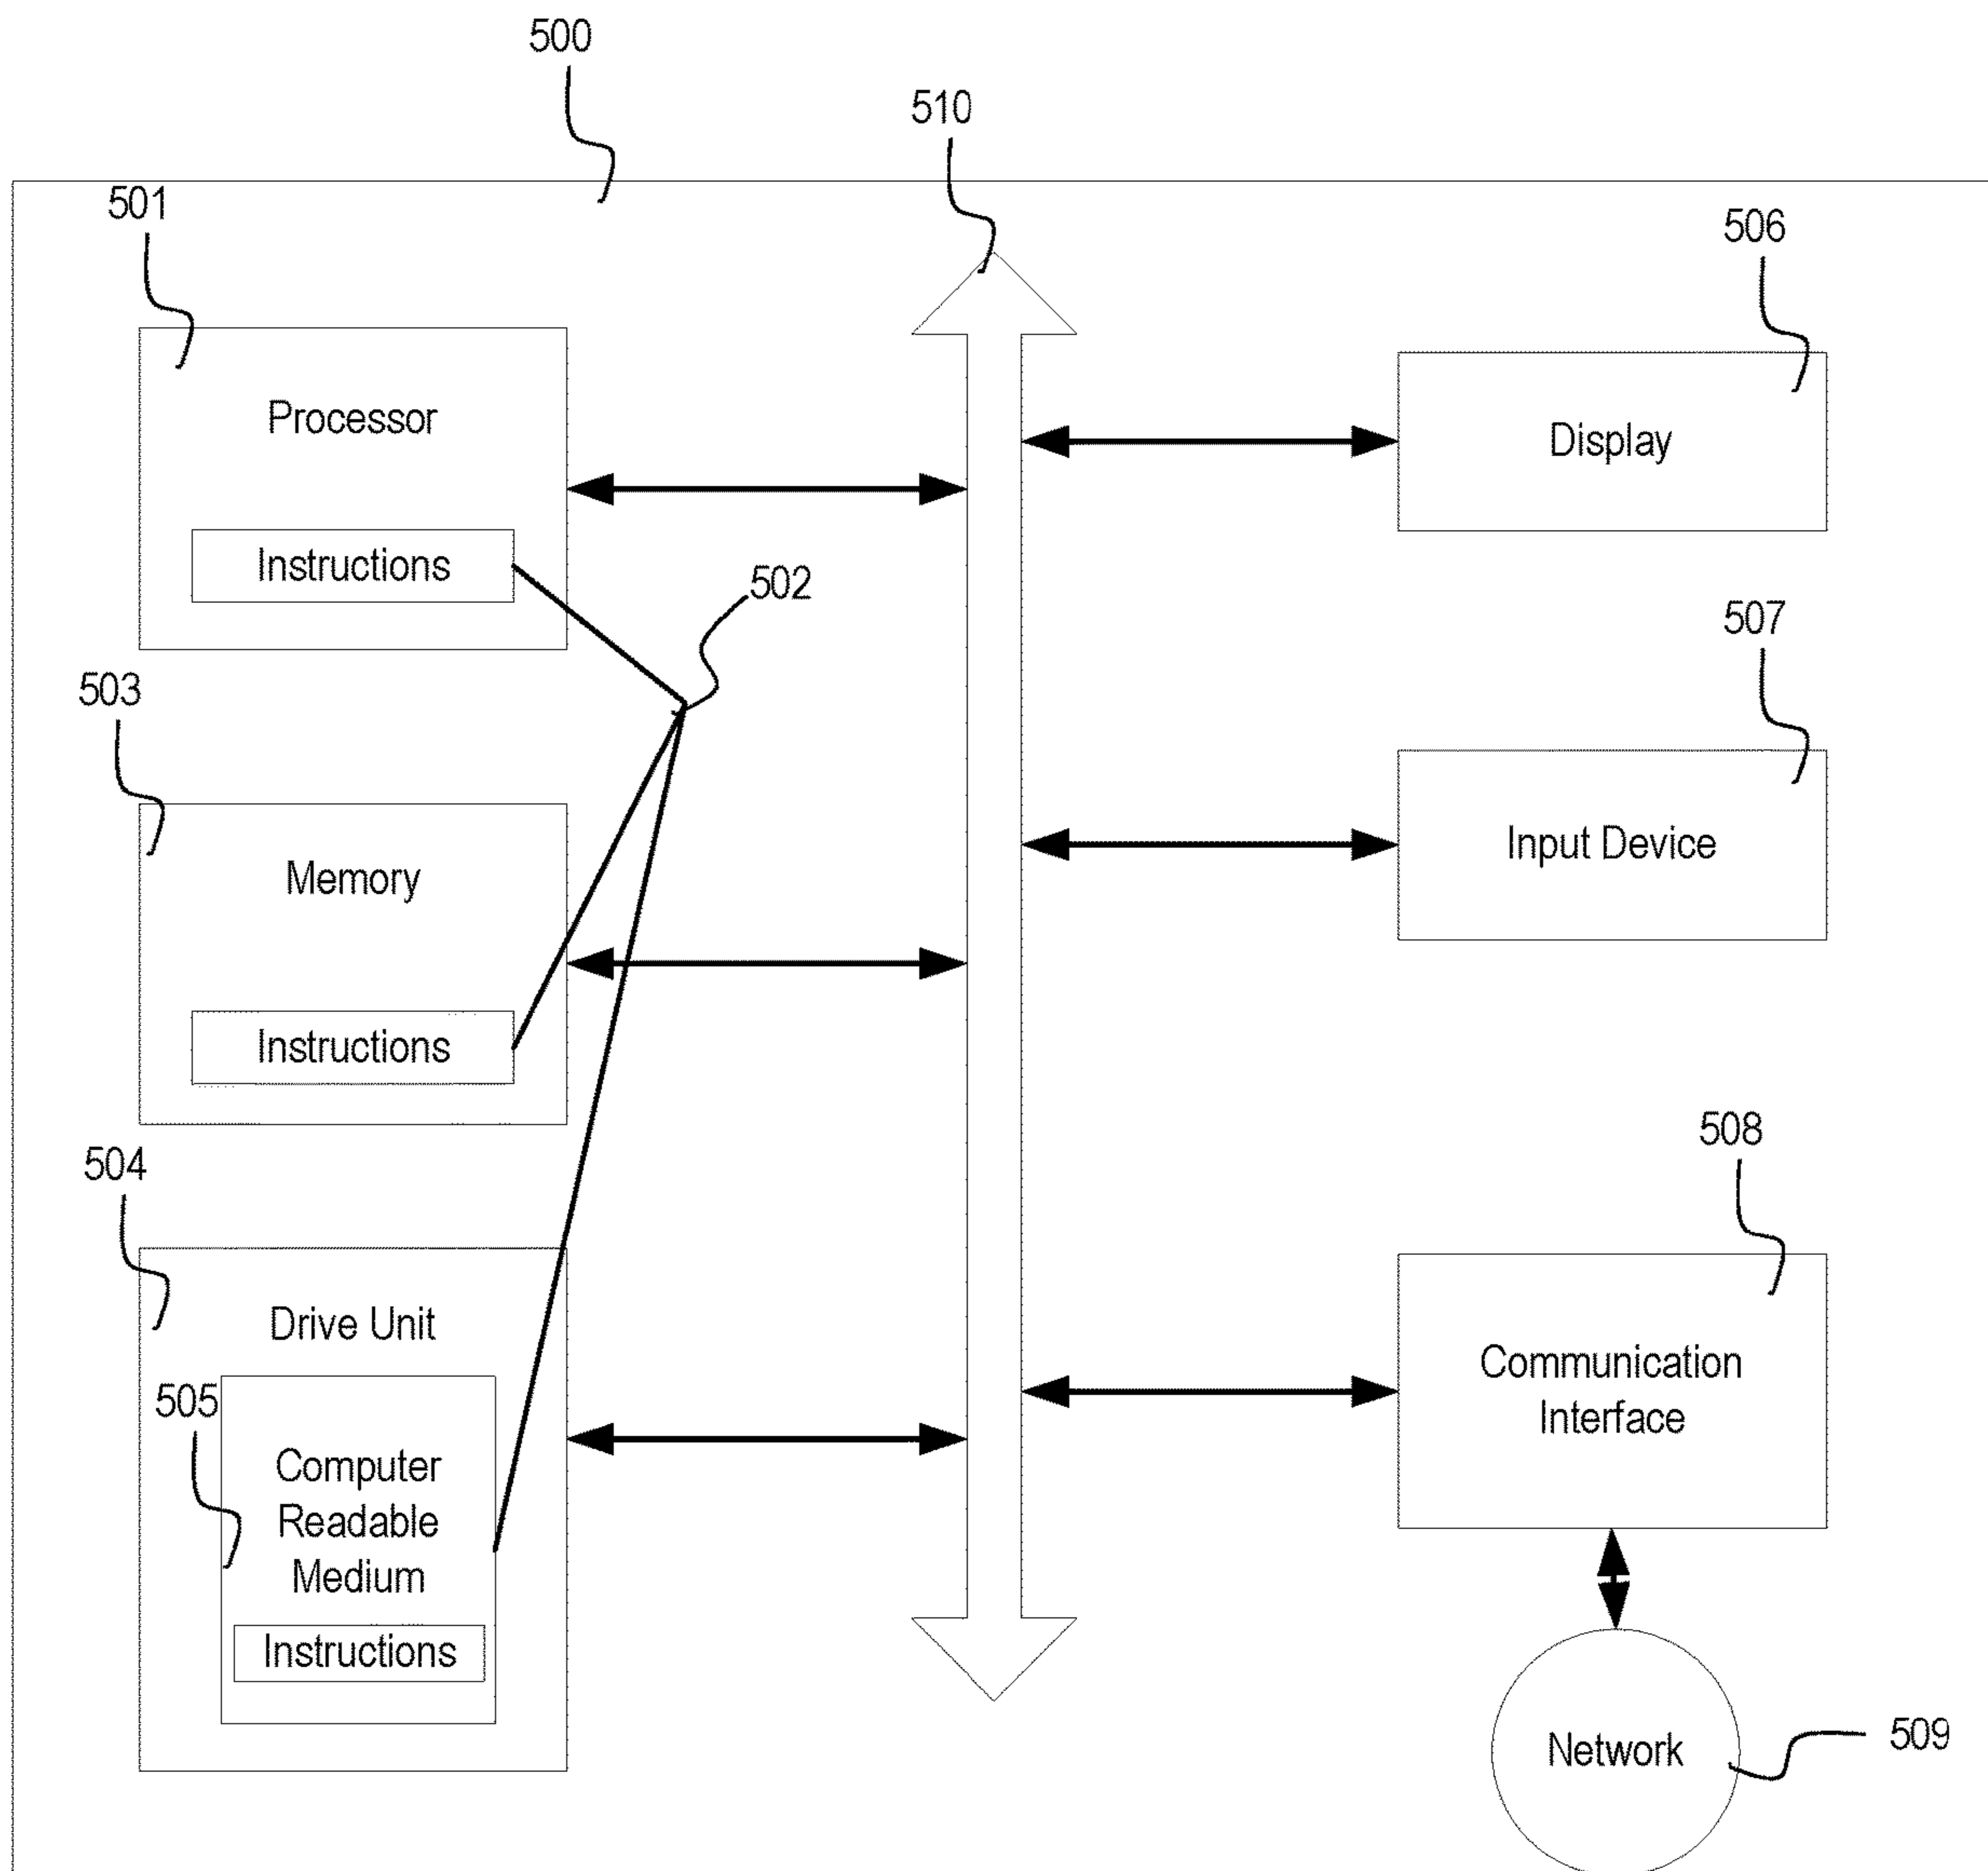 500
510
501
506
Processor
Display
Instructions
502
507
503
Input Device
Memory
Instructions
508
504
Drive Unit
Communication
Interface
505
Computer
Readable
Medium
Instructions
Network
509